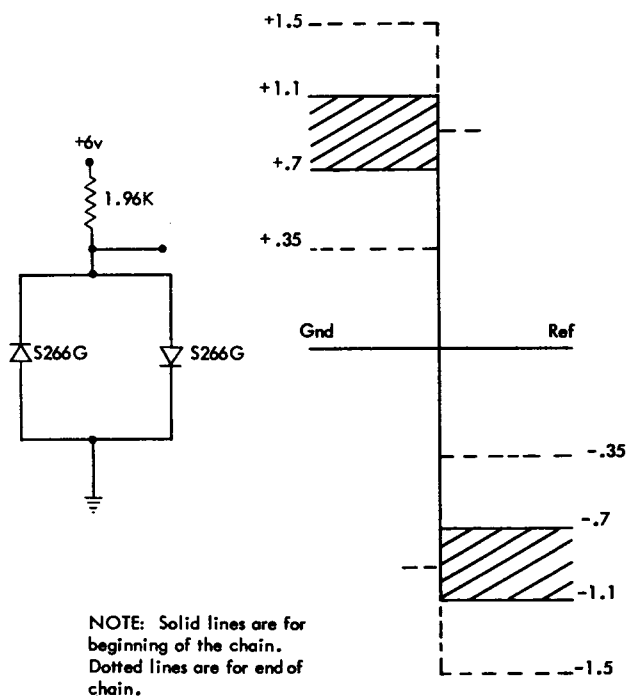 +1.5
+1.1
+.7
+.35
Gnd
Ref
-.35
-.7
-1.1
-1.5
+6v
1.96K
S266G
S266G
NOTE: Solid lines are for
beginning of the chain.
Dotted lines are for end of
chain.